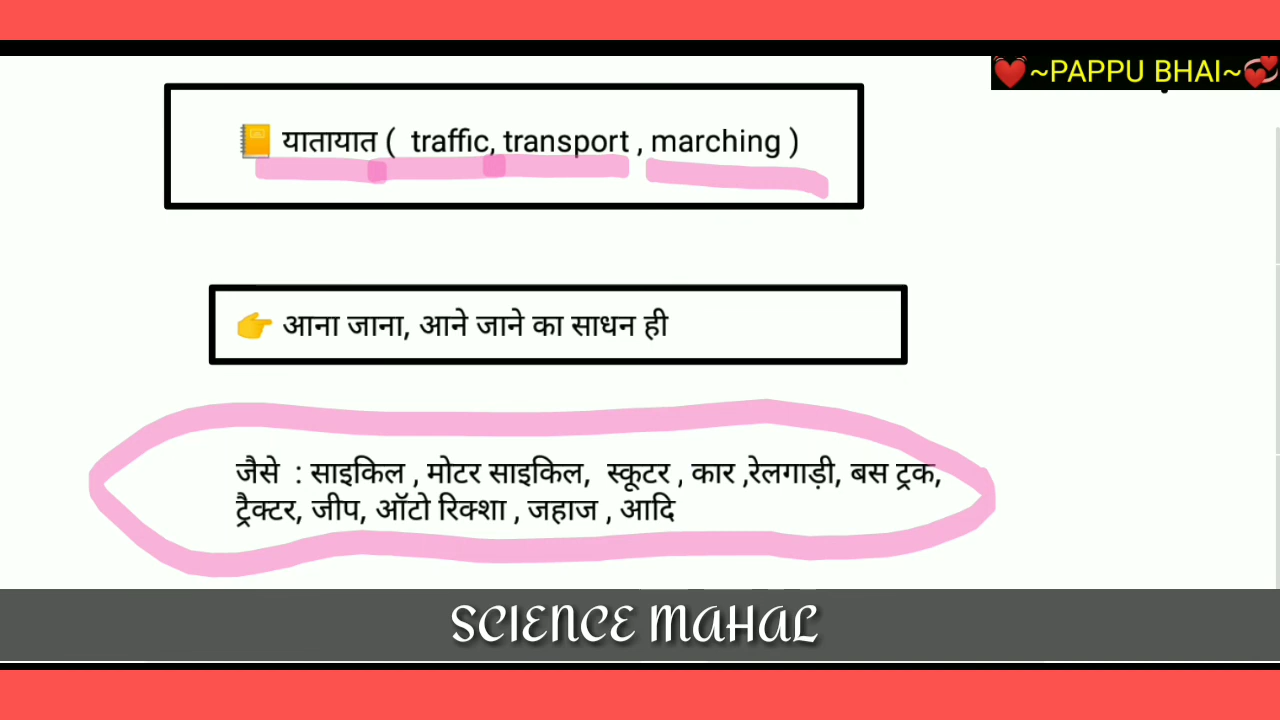 ❤️~PAPPU BHAI~💞
📒 यातायात ( traffic, transport , marching )
👉 आना जाना, आने जाने का साधन ही
जैसे : साइकिल , मोटर साइकिल, स्कूटर , कार ,रेलगाड़ी, बस ट्रक,
ट्रैक्टर, जीप, ऑटो रिक्शा , जहाज , आदि
SCIENCE MAHAL